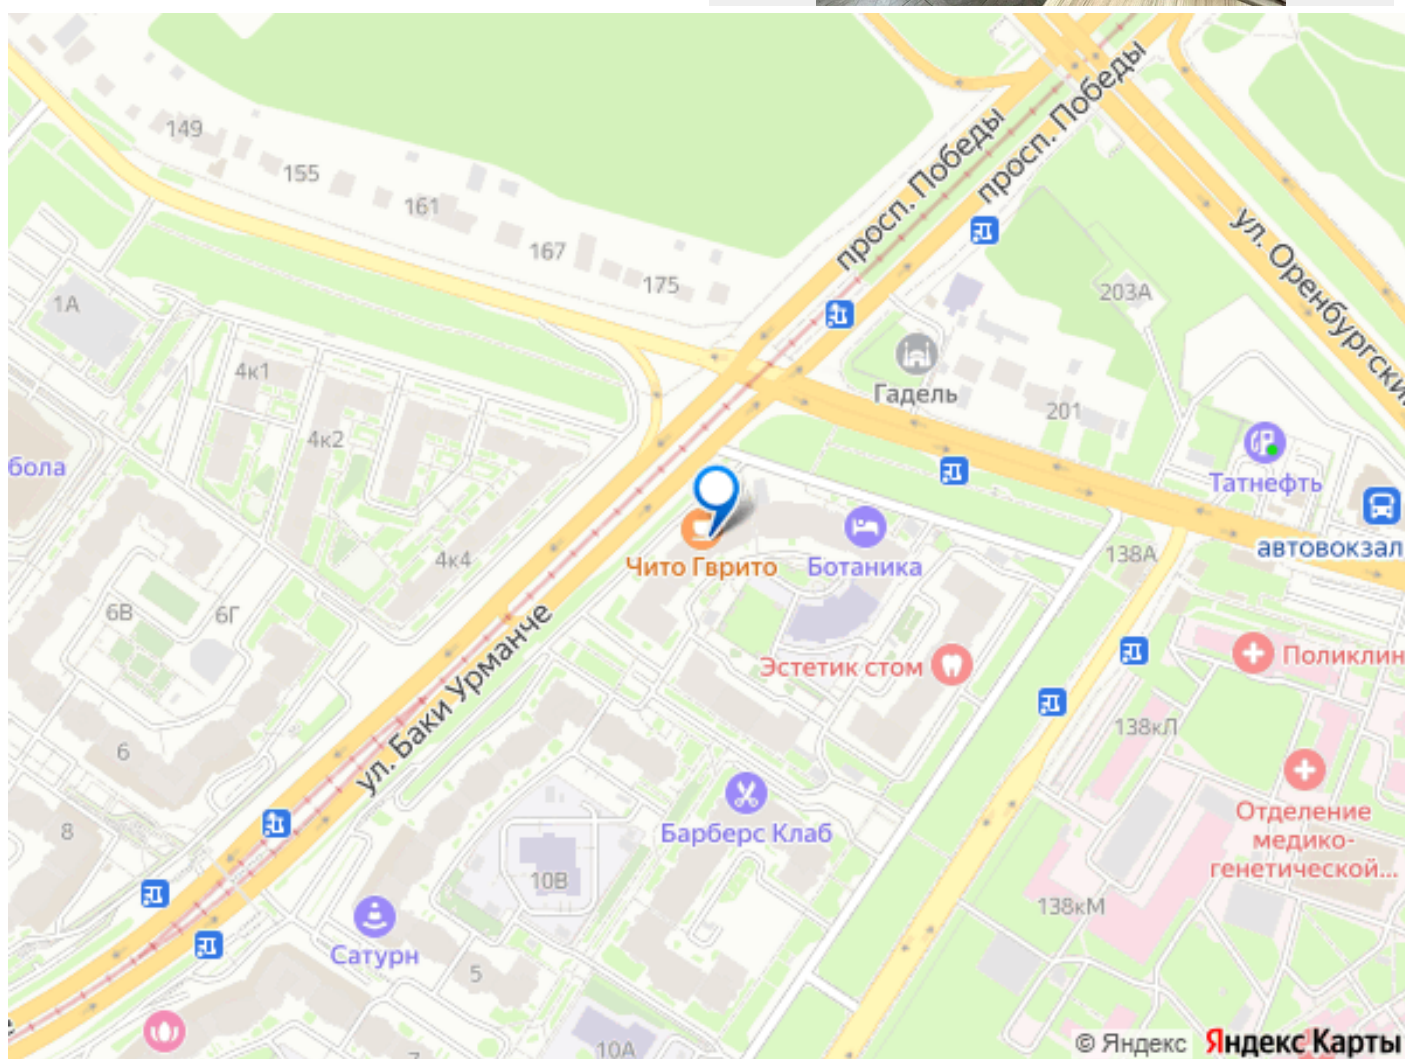 149
155
161
167
175
1А
4к1
4к2
4к4
просп. Победы
просп. Победы
ул. Оренбургский
203А
Гадель
201
бола
Татнефть
автовокзал
138А
Чито Гврито
Ботаника
6В
6Г
6
8
ул. Баки Урманче
Эстетик стом
Поликлин
138кЛ
Отделение
медико-
генетической...
138кМ
Барберс Клаб
10В
Сатурн
5
7
10А
© Яндекс
Яндекс Карты